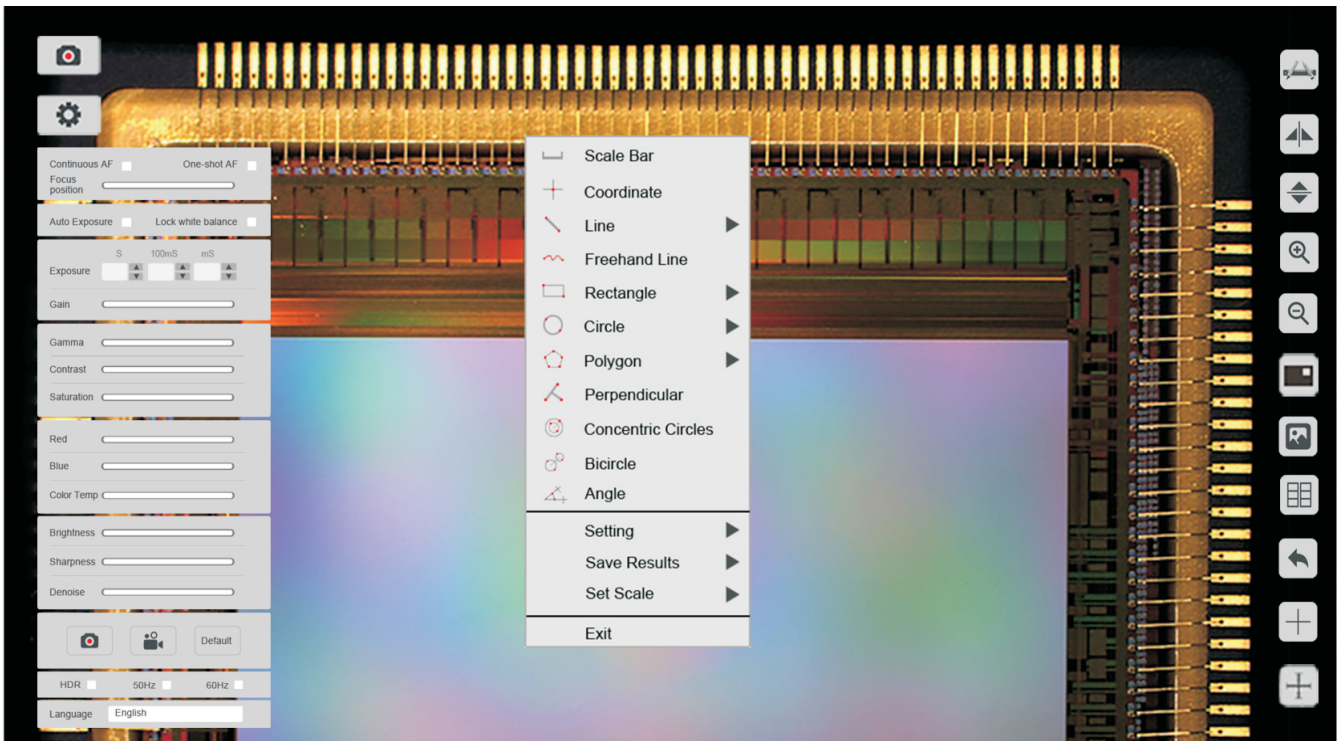 Continuous AF One-shot AF
Focus
position
Auto Exposure Lock white balance
S 100mS mS
Exposure
Gain
Gamma
Contrast
Saturation
Red
Blue
Color Temp
Brightness
Sharpness
Denoise
Default
HDR 50Hz 60Hz
Language English
Scale Bar
Coordinate
Line
Freehand Line
Rectangle
Circle
Polygon
Perpendicular
Concentric Circles
Bicircle
Angle
Setting
Save Results
Set Scale
Exit